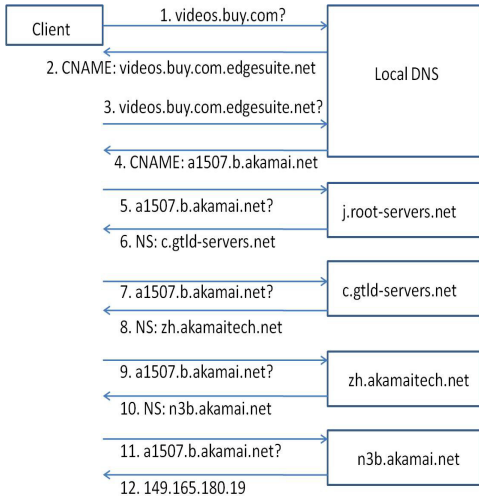 Client
1. videos.buy.com?
2. CNAME: videos.buy.com.edgesuite.net
Local DNS
3. videos.buy.com.edgesuite.net?
4. CNAME: a1507.b.akamai.net
5. a1507.b.akamai.net?
j.root-servers.net
6. NS: c.gtld-servers.net
7. a1507.b.akamai.net?
c.gtld-servers.net
8. NS: zh.akamaitech.net
9. a1507.b.akamai.net?
zh.akamaitech.net
10. NS: n3b.akamai.net
11. a1507.b.akamai.net?
n3b.akamai.net
12. 149.165.180.19